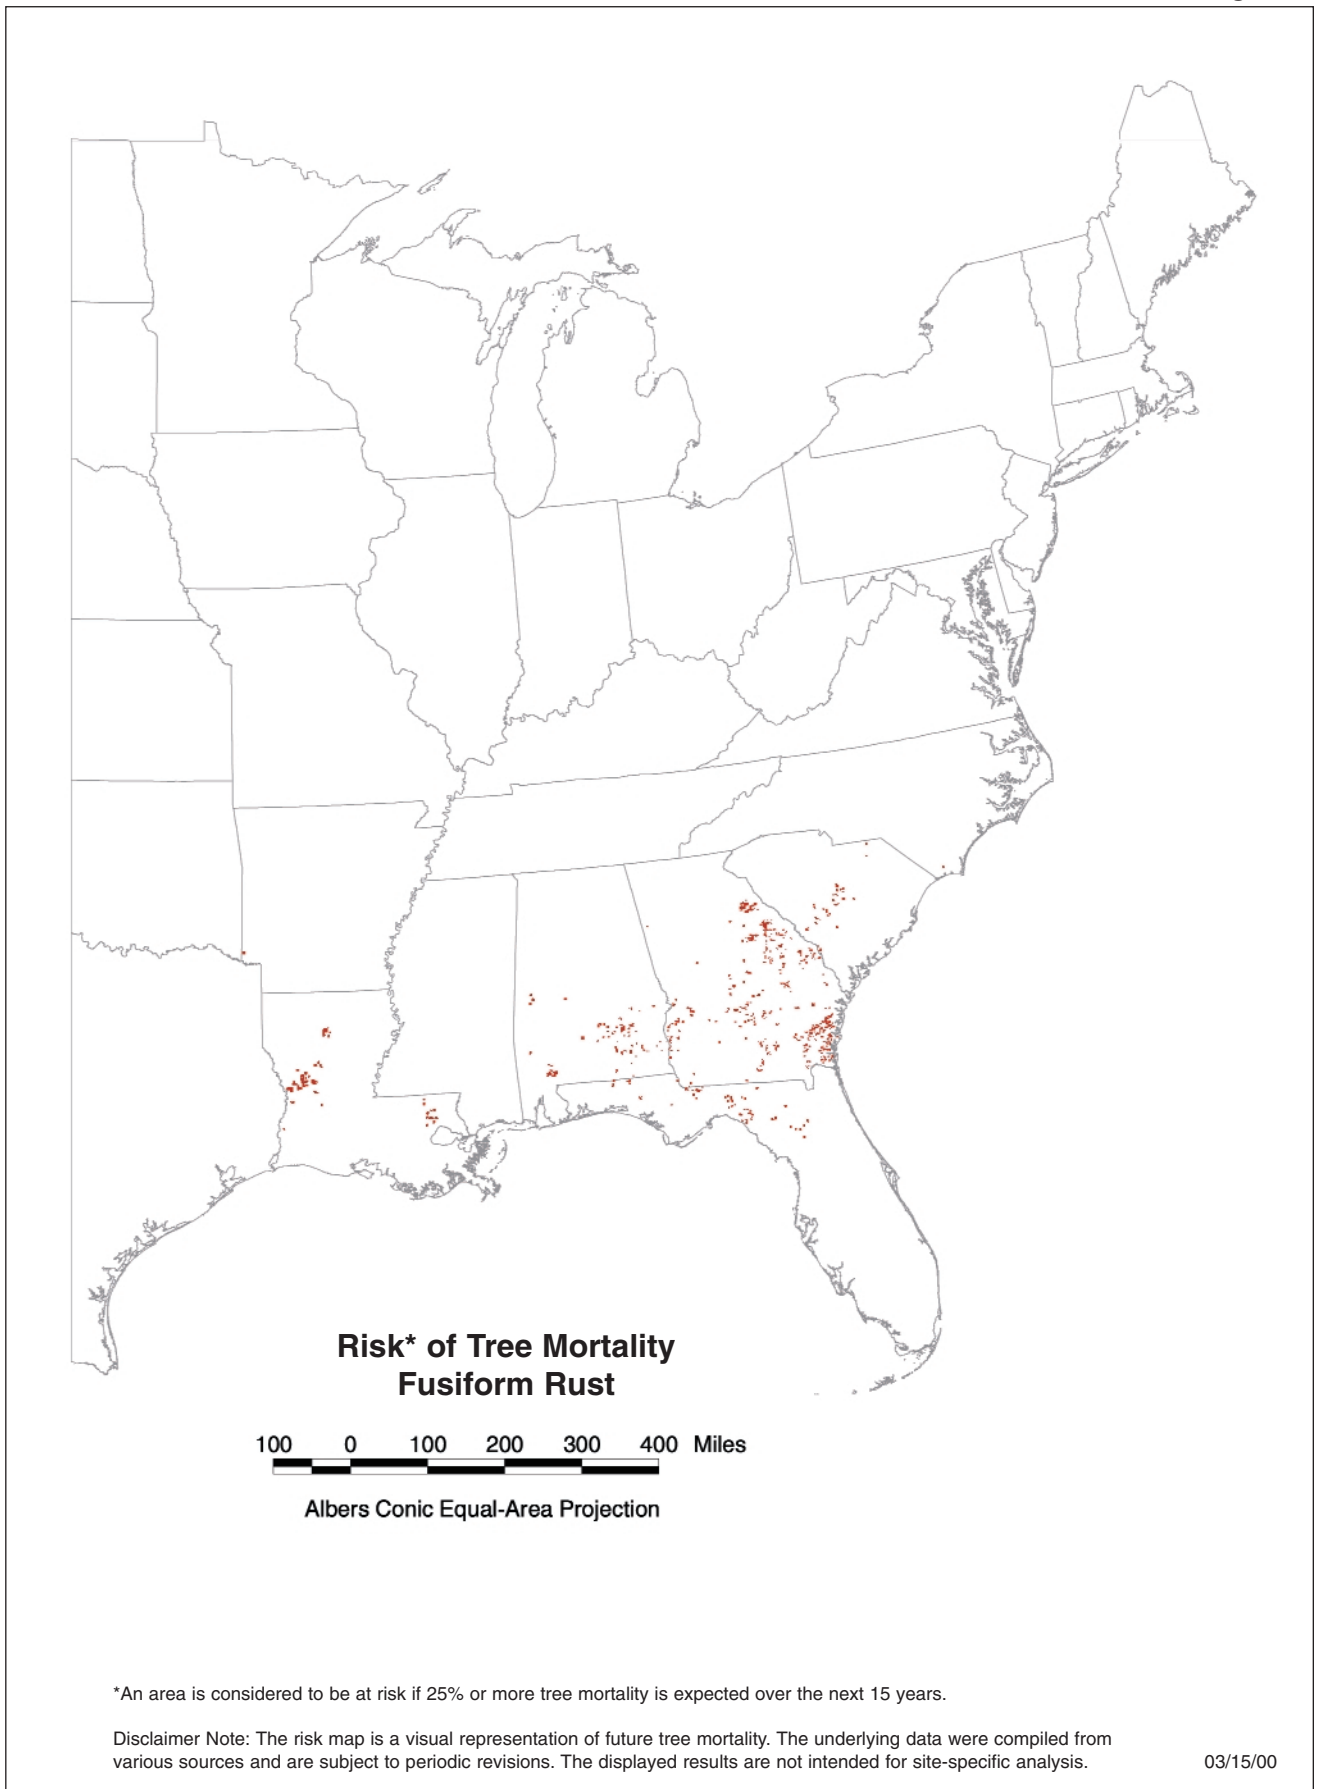 Risk* of Tree Mortality
Fusiform Rust
100 0 100 200 300 400 Miles
Albers Conic Equal-Area Projection
*An area is considered to be at risk if 25% or more tree mortality is expected over the next 15 years.
Disclaimer Note: The risk map is a visual representation of future tree mortality. The underlying data were compiled from
various sources and are subject to periodic revisions. The displayed results are not intended for site-specific analysis.
03/15/00